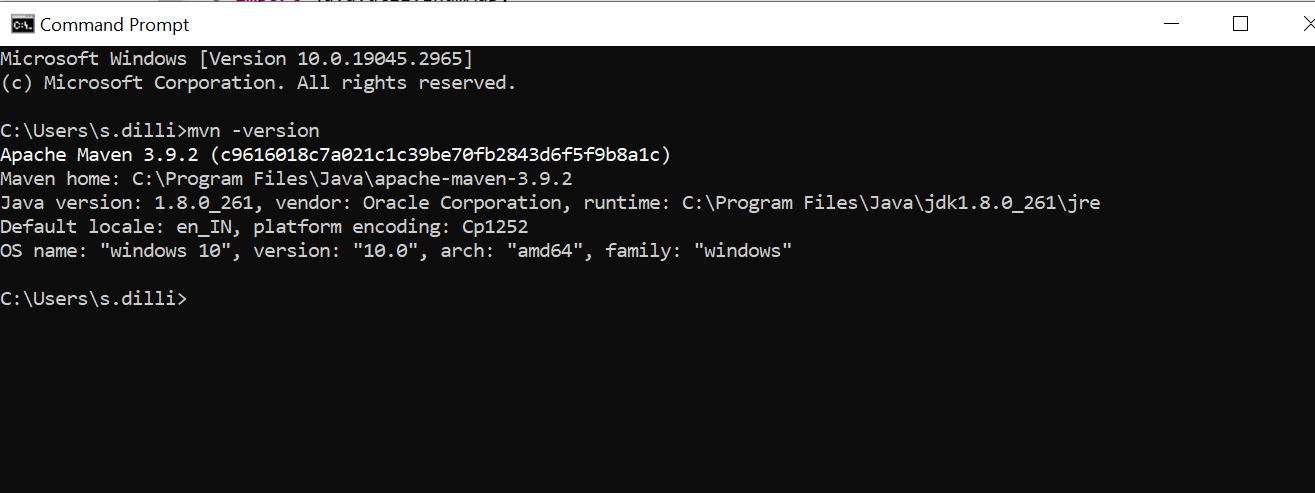 Command Prompt
Microsoft Windows [Version 10.0.19045.2965]
(c) Microsoft Corporation. All rights reserved.
C:\Users\s.dilli>mvn -version
Apache Maven 3.9.2 (c9616018c7a021c1c39be70fb2843d6f5f9b8a1c)
Maven home: C:\Program Files\Java\apache-maven-3.9.2
Java version: 1.8.0_261, vendor: Oracle Corporation, runtime: C:\Program Files\Java\jdk1.8.0_261\jre
Default locale: en_IN, platform encoding: Cp1252
OS name: "windows 10", version: "10.0", arch: "amd64", family: "windows"
C:\Users\s.dilli>